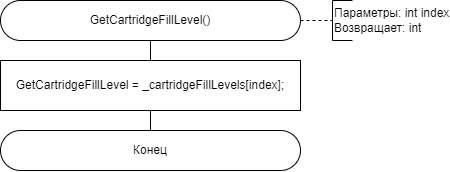 GetCartridgeFillLevel()
Параметры: int index
Возвращает: int
GetCartridgeFillLevel = _cartridgeFillLevels[index];
Конец